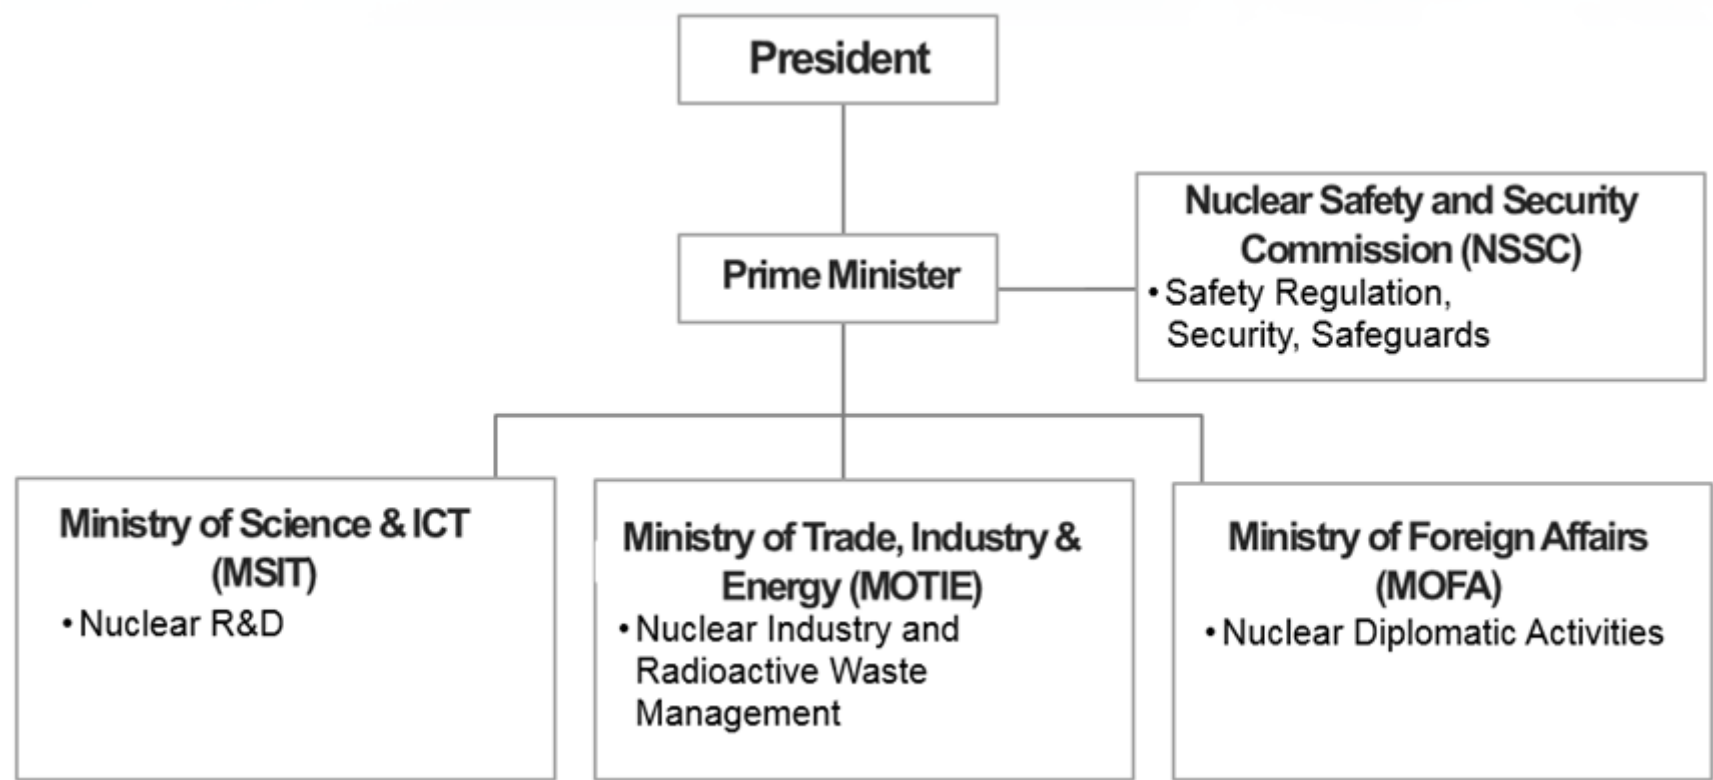 President
Nuclear Safety and Security
Commission (NSSC)
• Safety Regulation,
Security, Safeguards
Prime Minister
Ministry of Science & ICT
(MSIT)
• Nuclear R&D
Ministry of Trade, Industry &
Energy (MOTIE)
• Nuclear Industry and
Radioactive Waste
Management
Ministry of Foreign Affairs
(MOFA)
• Nuclear Diplomatic Activities